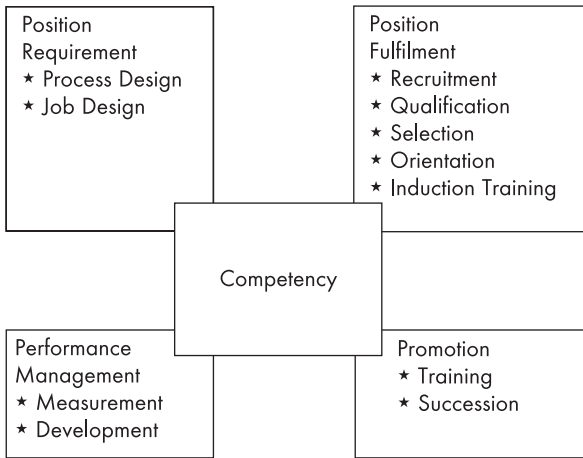 Position
Requirement
★ Process Design
★ Job Design
Position
Fulfilment
★ Recruitment
★ Qualification
★ Selection
★ Orientation
★ Induction Training
Competency
Performance
Management
★ Measurement
★ Development
Promotion
★ Training
★ Succession